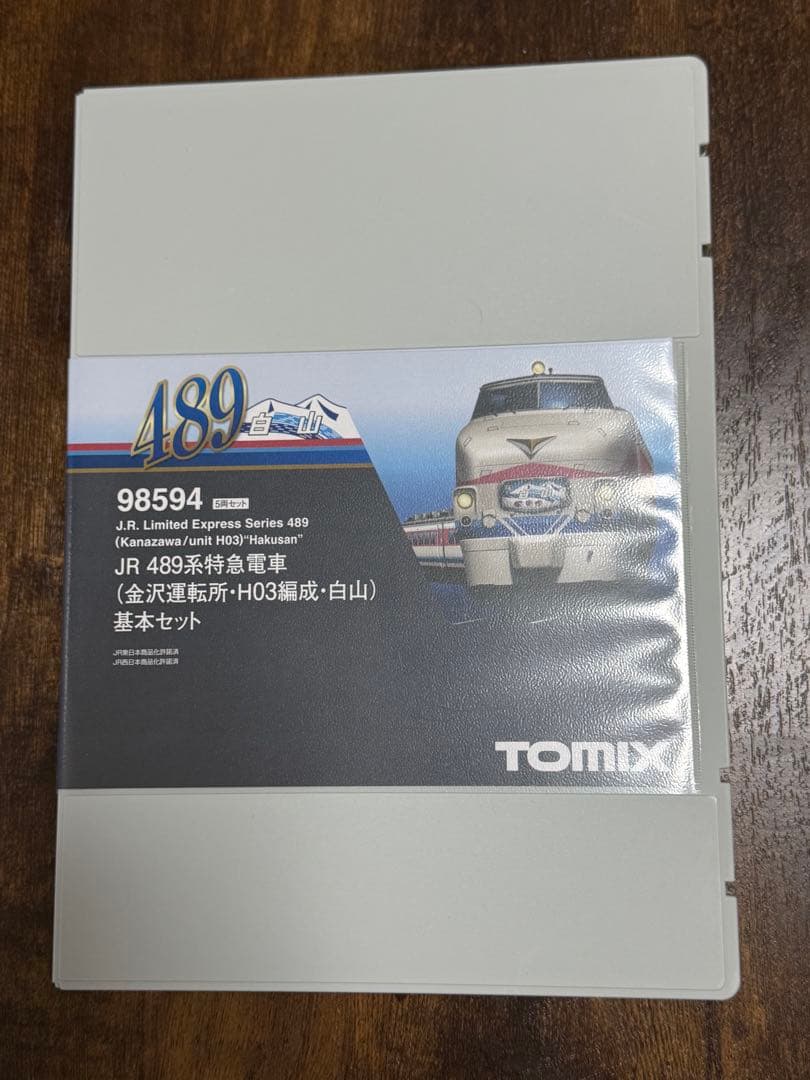 489 白山
98594 5両セット
J.R. Limited Express Series 489
(Kanazawa/unit H03)“Hakusan”
JR 489系特急電車
(金沢運転所・H03編成・白山)
基本セット
JR東日本商品化許諾済
JR西日本商品化許諾済
TOMIX